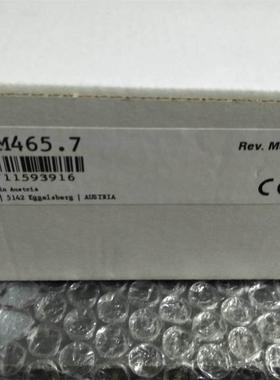 M465.7
Rev. M
11593916
in Austria
| 5142 Eggelsberg | AUSTRIA
CE